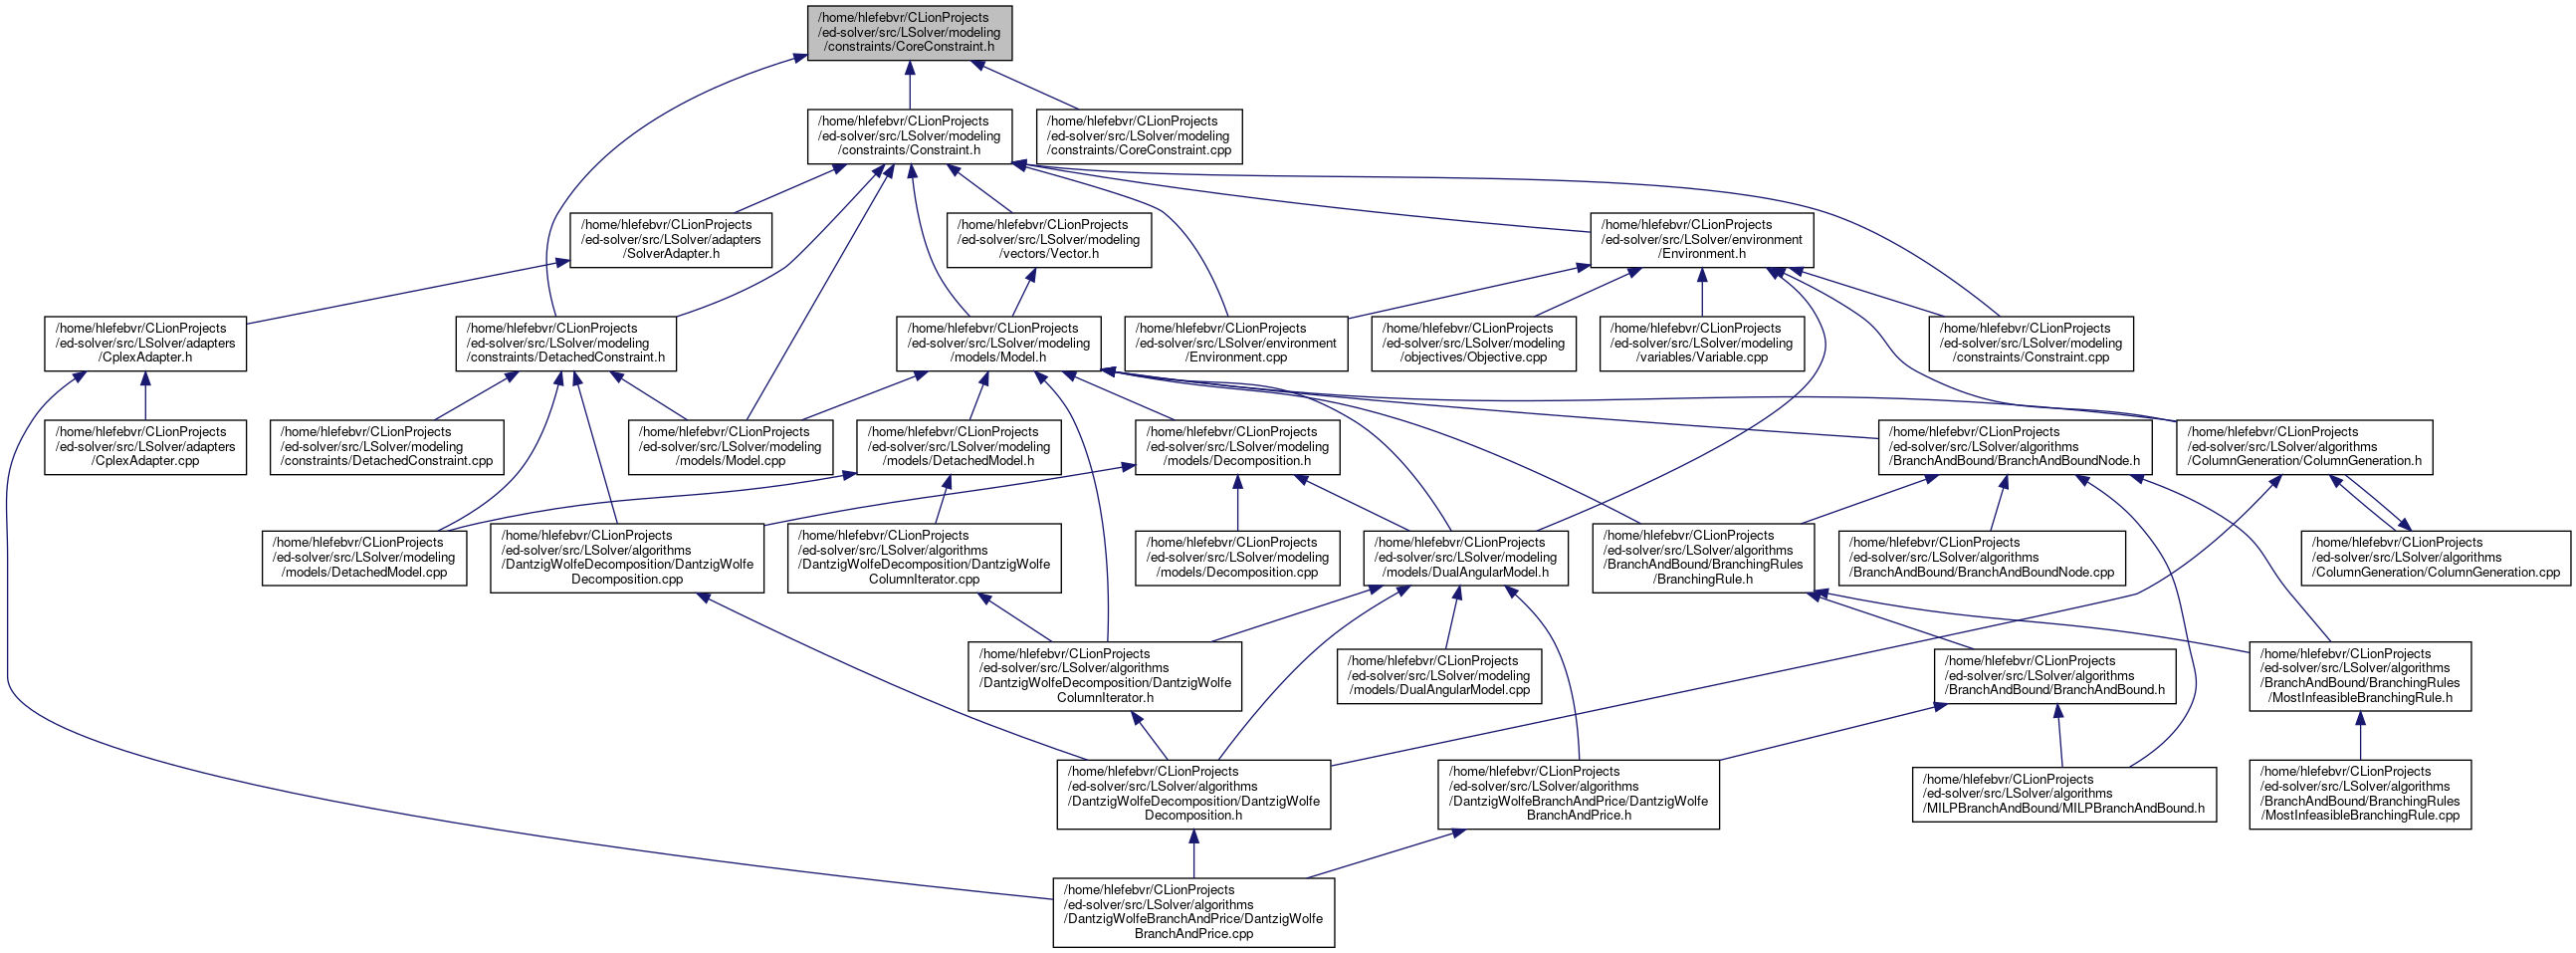 /home/hlefebvr/CLionProjects
/ed-solver/src/LSolver/modeling
/constraints/CoreConstraint.h
/home/hlefebvr/CLionProjects
/ed-solver/src/LSolver/modeling
/constraints/Constraint.h
/home/hlefebvr/CLionProjects
/ed-solver/src/LSolver/modeling
/constraints/CoreConstraint.cpp
/home/hlefebvr/CLionProjects
/ed-solver/src/LSolver/adapters
/SolverAdapter.h
/home/hlefebvr/CLionProjects
/ed-solver/src/LSolver/modeling
/vectors/Vector.h
/home/hlefebvr/CLionProjects
/ed-solver/src/LSolver/environment
/Environment.h
/home/hlefebvr/CLionProjects
/ed-solver/src/LSolver/adapters
/CplexAdapter.h
/home/hlefebvr/CLionProjects
/ed-solver/src/LSolver/modeling
/constraints/DetachedConstraint.h
/home/hlefebvr/CLionProjects
/ed-solver/src/LSolver/modeling
/models/Model.h
/home/hlefebvr/CLionProjects
/ed-solver/src/LSolver/environment
/Environment.cpp
/home/hlefebvr/CLionProjects
/ed-solver/src/LSolver/modeling
/objectives/Objective.cpp
/home/hlefebvr/CLionProjects
/ed-solver/src/LSolver/modeling
/variables/Variable.cpp
/home/hlefebvr/CLionProjects
/ed-solver/src/LSolver/modeling
/constraints/Constraint.cpp
/home/hlefebvr/CLionProjects
/ed-solver/src/LSolver/adapters
/CplexAdapter.cpp
/home/hlefebvr/CLionProjects
/ed-solver/src/LSolver/modeling
/constraints/DetachedConstraint.cpp
/home/hlefebvr/CLionProjects
/ed-solver/src/LSolver/modeling
/models/Model.cpp
/home/hlefebvr/CLionProjects
/ed-solver/src/LSolver/modeling
/models/DetachedModel.h
/home/hlefebvr/CLionProjects
/ed-solver/src/LSolver/modeling
/models/Decomposition.h
/home/hlefebvr/CLionProjects
/ed-solver/src/LSolver/algorithms
/BranchAndBound/BranchAndBoundNode.h
/home/hlefebvr/CLionProjects
/ed-solver/src/LSolver/algorithms
/ColumnGeneration/ColumnGeneration.h
/home/hlefebvr/CLionProjects
/ed-solver/src/LSolver/modeling
/models/DetachedModel.cpp
/home/hlefebvr/CLionProjects
/ed-solver/src/LSolver/algorithms
/DantzigWolfeDecomposition/DantzigWolfe
Decomposition.cpp
/home/hlefebvr/CLionProjects
/ed-solver/src/LSolver/algorithms
/DantzigWolfeDecomposition/DantzigWolfe
ColumnIterator.cpp
/home/hlefebvr/CLionProjects
/ed-solver/src/LSolver/modeling
/models/Decomposition.cpp
/home/hlefebvr/CLionProjects
/ed-solver/src/LSolver/modeling
/models/DualAngularModel.h
/home/hlefebvr/CLionProjects
/ed-solver/src/LSolver/algorithms
/BranchAndBound/BranchingRules
/BranchingRule.h
/home/hlefebvr/CLionProjects
/ed-solver/src/LSolver/algorithms
/BranchAndBound/BranchAndBoundNode.cpp
/home/hlefebvr/CLionProjects
/ed-solver/src/LSolver/algorithms
/ColumnGeneration/ColumnGeneration.cpp
/home/hlefebvr/CLionProjects
/ed-solver/src/LSolver/algorithms
/DantzigWolfeDecomposition/DantzigWolfe
ColumnIterator.h
/home/hlefebvr/CLionProjects
/ed-solver/src/LSolver/modeling
/models/DualAngularModel.cpp
/home/hlefebvr/CLionProjects
/ed-solver/src/LSolver/algorithms
/BranchAndBound/BranchAndBound.h
/home/hlefebvr/CLionProjects
/ed-solver/src/LSolver/algorithms
/BranchAndBound/BranchingRules
/MostInfeasibleBranchingRule.h
/home/hlefebvr/CLionProjects
/ed-solver/src/LSolver/algorithms
/DantzigWolfeDecomposition/DantzigWolfe
Decomposition.h
/home/hlefebvr/CLionProjects
/ed-solver/src/LSolver/algorithms
/DantzigWolfeBranchAndPrice/DantzigWolfe
BranchAndPrice.h
/home/hlefebvr/CLionProjects
/ed-solver/src/LSolver/algorithms
/MILPBranchAndBound/MILPBranchAndBound.h
/home/hlefebvr/CLionProjects
/ed-solver/src/LSolver/algorithms
/BranchAndBound/BranchingRules
/MostInfeasibleBranchingRule.cpp
/home/hlefebvr/CLionProjects
/ed-solver/src/LSolver/algorithms
/DantzigWolfeBranchAndPrice/DantzigWolfe
BranchAndPrice.cpp